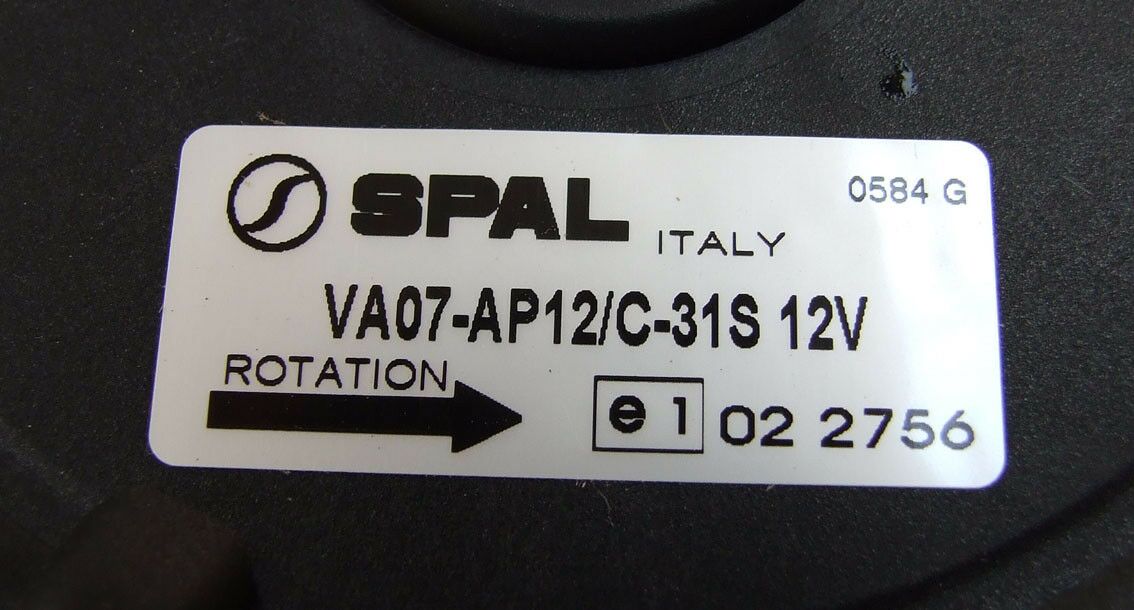 SPAL ITALY 0584 G
VA07-AP12/C-31S 12V
ROTATION
e 1 02 2756